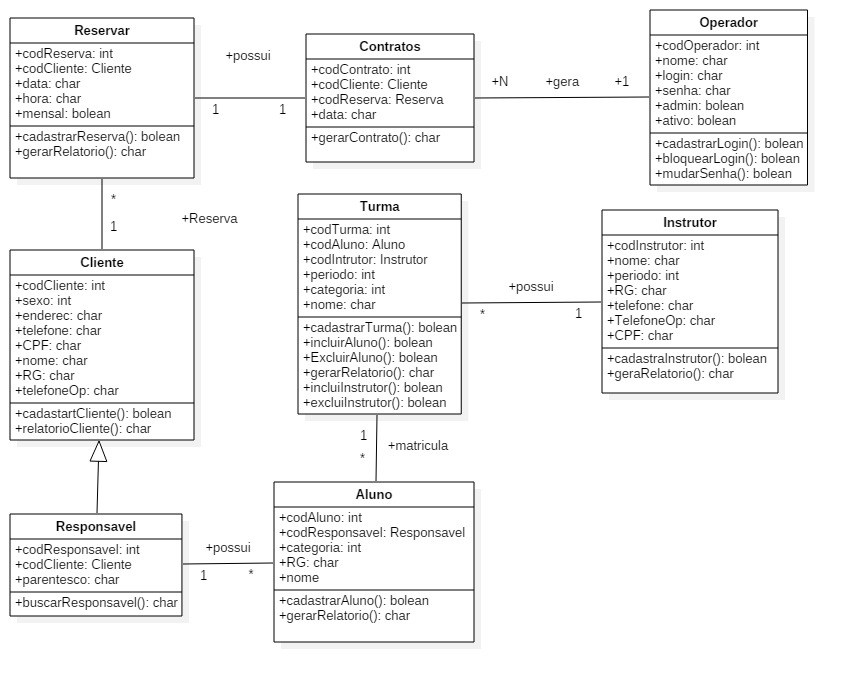 Reservar
+codReserva: int
+codCliente: Cliente
+data: char
+hora: char
+mensal: bolean
+cadastrarReserva(): bolean
+gerarRelatorio(): char
+possui
1
1
Contratos
+codContrato: int
+codCliente: Cliente
+codReserva: Reserva
+data: char
+gerarContrato(): char
+N
+gera
+1
Operador
+codOperador: int
+nome: char
+login: char
+senha: char
+admin: bolean
+ativo: bolean
+cadastrarLogin(): bolean
+bloquearLogin(): bolean
+mudarSenha(): bolean
*
1
+Reserva
Cliente
+codCliente: int
+sexo: int
+enderec: char
+telefone: char
+CPF: char
+nome: char
+RG: char
+telefoneOp: char
+cadastartCliente(): bolean
+relatorioCliente(): char
Turma
+codTurma: int
+codAluno: Aluno
+codIntrutor: Instrutor
+periodo: int
+categoria: int
+nome: char
+cadastrarTurma(): bolean
+incluirAluno(): bolean
+ExcluirAluno(): bolean
+gerarRelatorio(): char
+incluiInstrutor(): bolean
+excluiInstrutor(): bolean
+possui
*
1
Instrutor
+codInstrutor: int
+nome: char
+periodo: int
+RG: char
+telefone: char
+TelefoneOp: char
+CPF: char
+cadastraInstrutor(): bolean
+geraRelatorio(): char
1
*
+matricula
Responsavel
+codResponsavel: int
+codCliente: Cliente
+parentesco: char
+buscarResponsavel(): char
+possui
1
*
Aluno
+codAluno: int
+codResponsavel: Responsavel
+categoria: int
+RG: char
+nome
+cadastrarAluno(): bolean
+gerarRelatorio(): char